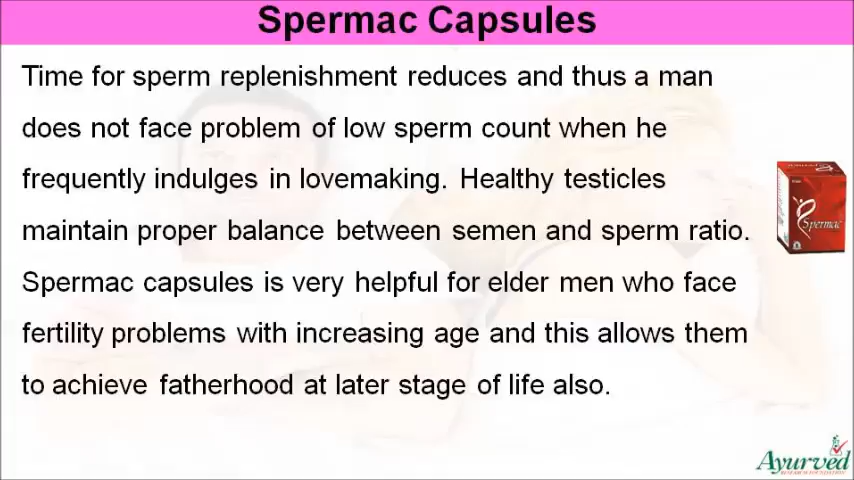 Spermac Capsules
Time for sperm replenishment reduces and thus a man
does not face problem of low sperm count when he
frequently indulges in lovemaking. Healthy testicles
maintain proper balance between semen and sperm ratio.
Spermac capsules is very helpful for elder men who face
fertility problems with increasing age and this allows them
to achieve fatherhood at later stage of life also.
Spermac
Ayurved
RESEARCH FOUNDATION